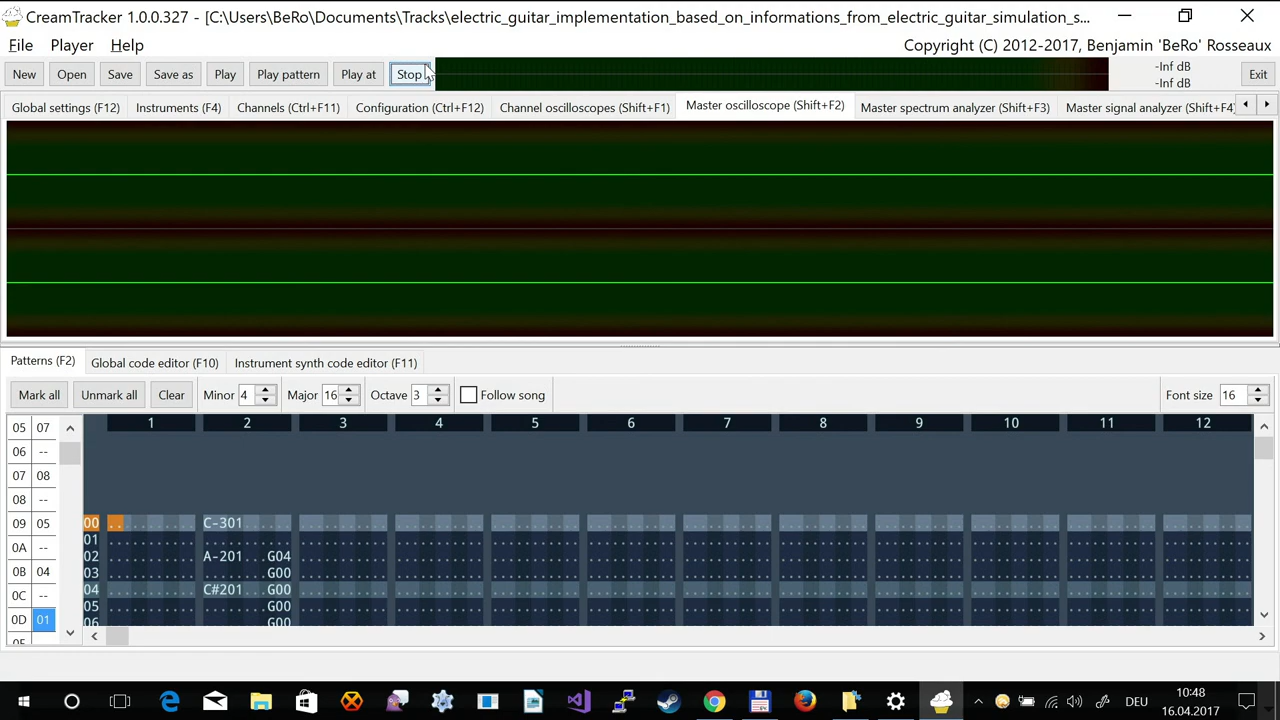 CreamTracker 1.0.0.327 - [C:\Users\BeRo\Documents\Tracks\electric_guitar_implementation_based_on_informations_from_electric_guitar_simulation_s...
File Player Help Copyright (C) 2012-2017, Benjamin 'BeRo' Rosseaux
New Open Save Save as Play Play pattern Play at Stop -Inf dB Exit
-Inf dB
Global settings (F12) Instruments (F4) Channels (Ctrl+F11) Configuration (Ctrl+F12) Channel oscilloscopes (Shift+F1) Master oscilloscope (Shift+F2) Master spectrum analyzer (Shift+F3) Master signal analyzer (Shift+F4)
Patterns (F2) Global code editor (F10) Instrument synth code editor (F11)
Mark all Unmark all Clear Minor 4 Major 16 Octave 3 Follow song Font size 16
05 07 1 2 3 4 5 6 7 8 9 10 11 12
06 --
07 08
08 --
09 05 00 .. C-301
01
0A -- 02 A-201 G04
0B 04 03 G00
0C -- 04 C#201 G00
0D 01 05 G00
06 G00
DEU 10:48
16.04.2017